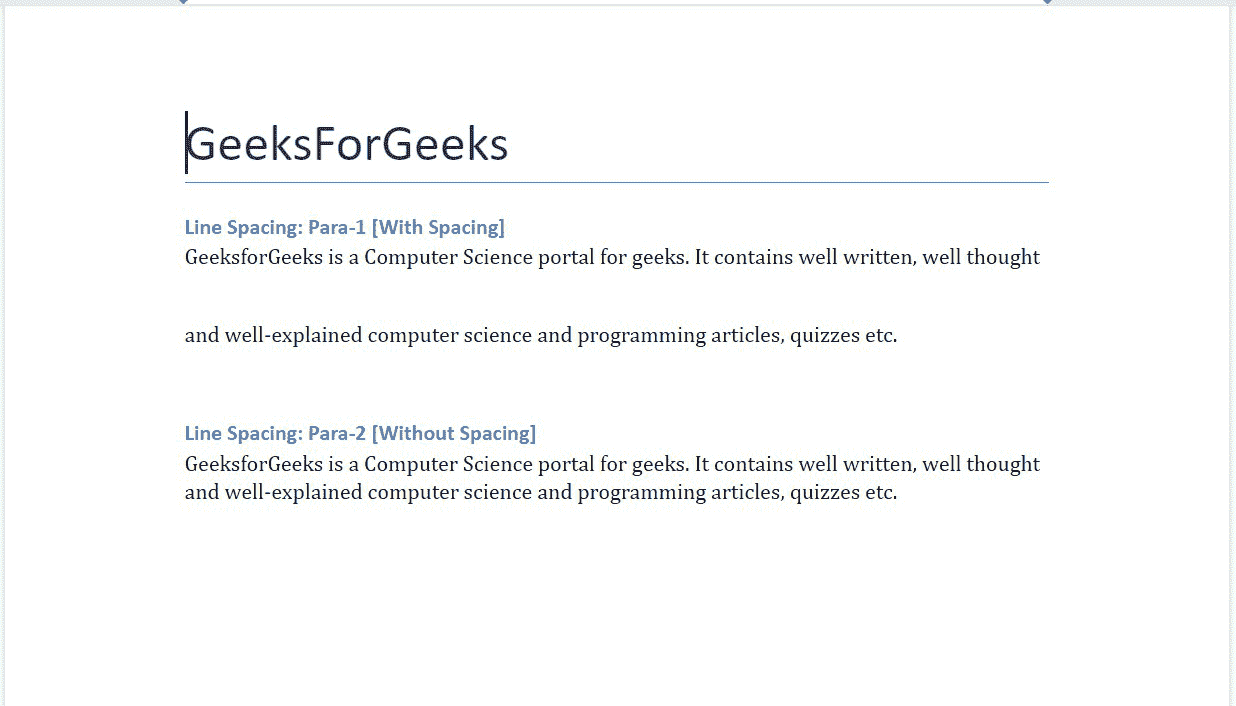 GeeksForGeeks
Line Spacing: Para-1 [With Spacing]
GeeksforGeeks is a Computer Science portal for geeks. It contains well written, well thought
and well-explained computer science and programming articles, quizzes etc.
Line Spacing: Para-2 [Without Spacing]
GeeksforGeeks is a Computer Science portal for geeks. It contains well written, well thought
and well-explained computer science and programming articles, quizzes etc.